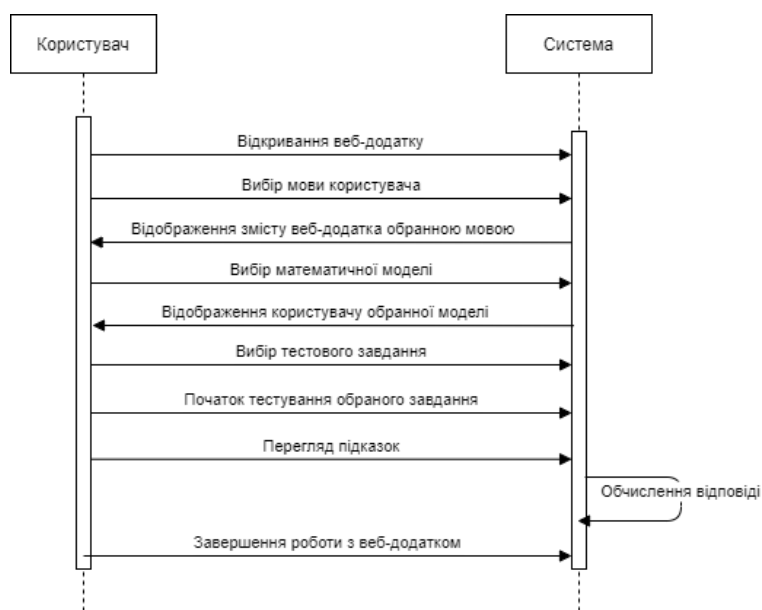 Користувач
Система
Відкривання веб-додатку
Вибір мови користувача
Відображення змісту веб-додатка обранною мовою
Вибір математичної моделі
Відображення користувачу обранної моделі
Вибір тестового завдання
Початок тестування обраного завдання
Перегляд підказок
Обчислення відповіді
Завершення роботи з веб-додатком